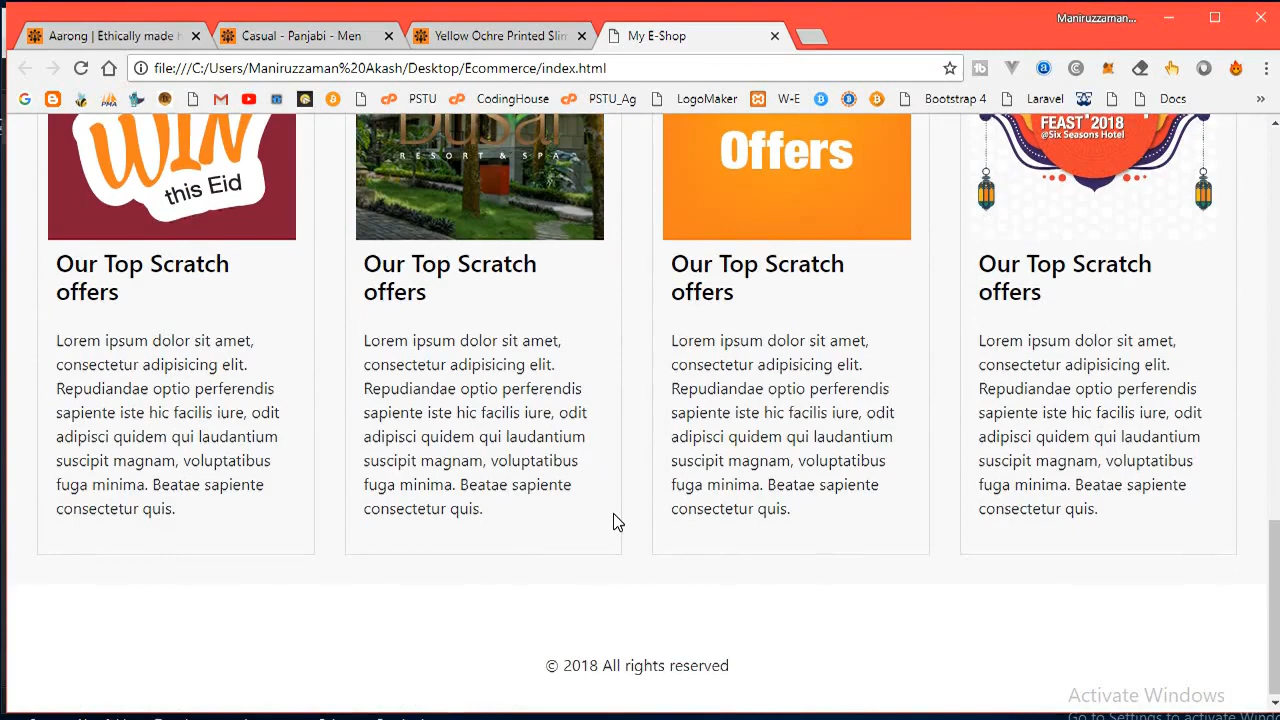 Maniruzzaman...
Aarong | Ethically made h
Casual - Panjabi - Men
Yellow Ochre Printed Slim
My E-Shop
file:///C:/Users/Maniruzzaman%20Akash/Desktop/Ecommerce/index.html
PSTU
CodingHouse
PSTU_Ag
LogoMaker
W-E
Bootstrap 4
Laravel
Docs
WIN
this Eid
RESORT & SPA
Offers
FEAST 2018
@Six Seasons Hotel
Our Top Scratch
offers
Lorem ipsum dolor sit amet,
consectetur adipisicing elit.
Repudiandae optio perferendis
sapiente iste hic facilis iure, odit
adipisci quidem qui laudantium
suscipit magnam, voluptatibus
fuga minima. Beatae sapiente
consectetur quis.
Our Top Scratch
offers
Lorem ipsum dolor sit amet,
consectetur adipisicing elit.
Repudiandae optio perferendis
sapiente iste hic facilis iure, odit
adipisci quidem qui laudantium
suscipit magnam, voluptatibus
fuga minima. Beatae sapiente
consectetur quis.
Our Top Scratch
offers
Lorem ipsum dolor sit amet,
consectetur adipisicing elit.
Repudiandae optio perferendis
sapiente iste hic facilis iure, odit
adipisci quidem qui laudantium
suscipit magnam, voluptatibus
fuga minima. Beatae sapiente
consectetur quis.
Our Top Scratch
offers
Lorem ipsum dolor sit amet,
consectetur adipisicing elit.
Repudiandae optio perferendis
sapiente iste hic facilis iure, odit
adipisci quidem qui laudantium
suscipit magnam, voluptatibus
fuga minima. Beatae sapiente
consectetur quis.
© 2018 All rights reserved
Activate Windows
Go to Settings to activate Windows